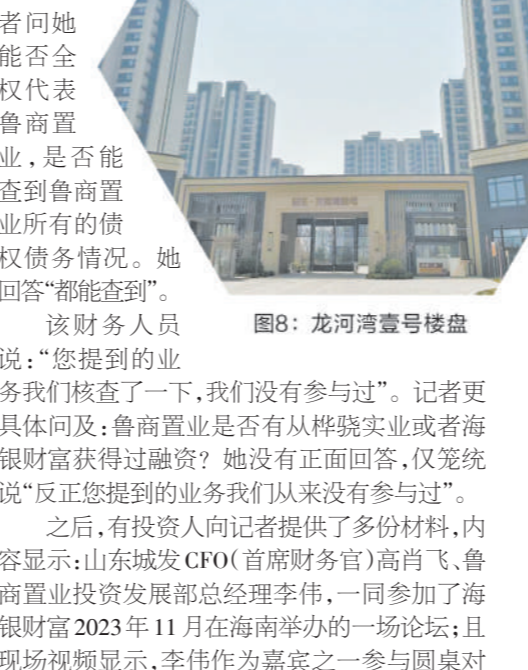 者问她
能否全
权代表
鲁商置
业,是否能
查到鲁商置
业所有的债
权债务情况。她
回答“都能查到”。
该财务人员
说:“您提到的业
务我们核查了一下,我们没有参与过”。记者更
具体问及:鲁商置业是否有从桦骁实业或者海
银财富获得过融资?她没有正面回答,仅笼统
说“反正您提到的业务我们从来没有参与过”。
之后,有投资人向记者提供了多份材料,内
容显示:山东城发CFO(首席财务官)高肖飞、鲁
商置业投资发展部总经理李伟,一同参加了海
银财富2023年11月在海南举办的一场论坛;且
现场视频显示,李伟作为嘉宾之一参与圆桌对
图8:龙河湾壹号楼盘